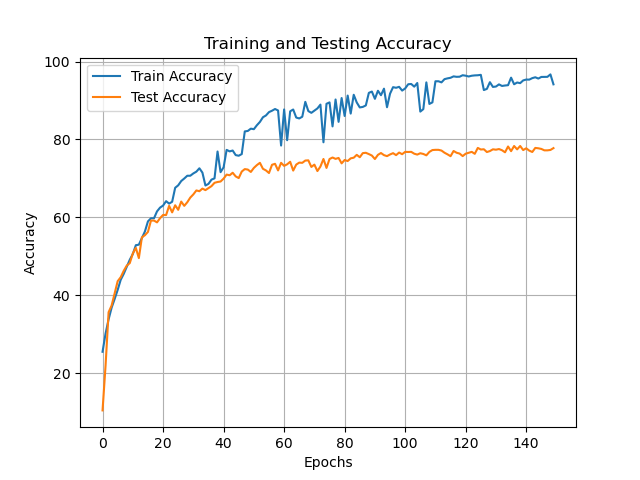 Training and Testing Accuracy
Train Accuracy
Test Accuracy
100
80
60
40
20
Accuracy
0 20 40 60 80 100 120 140
Epochs